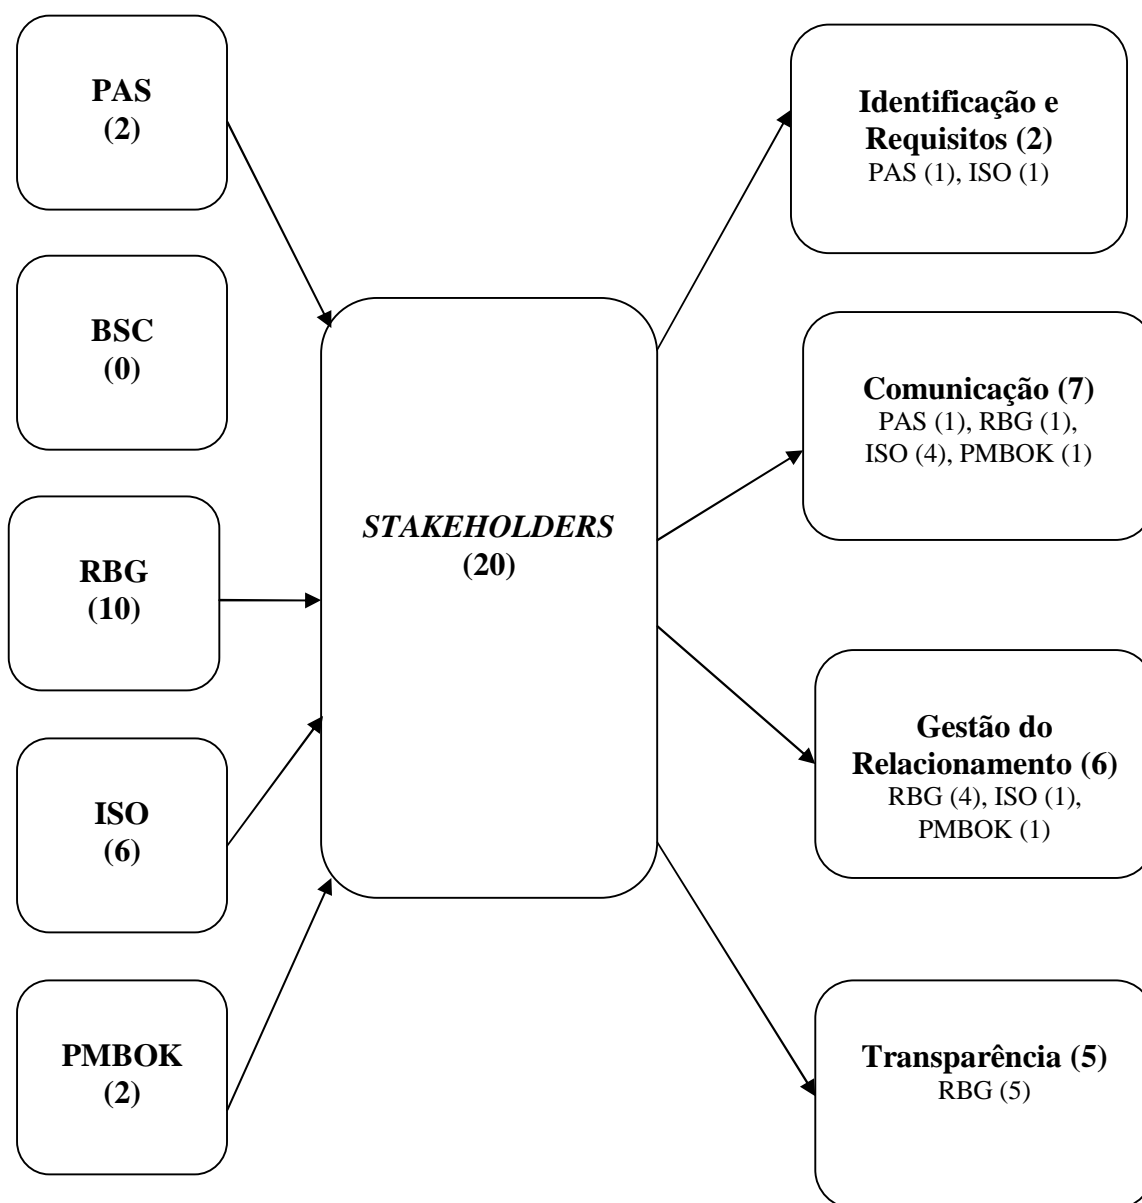 PAS
(2)
BSC
(0)
RBG
(10)
ISO
(6)
PMBOK
(2)
STAKEHOLDERS
(20)
Identificação e
Requisitos (2)
PAS (1), ISO (1)
Comunicação (7)
PAS (1), RBG (1),
ISO (4), PMBOK (1)
Gestão do
Relacionamento (6)
RBG (4), ISO (1),
PMBOK (1)
Transparência (5)
RBG (5)